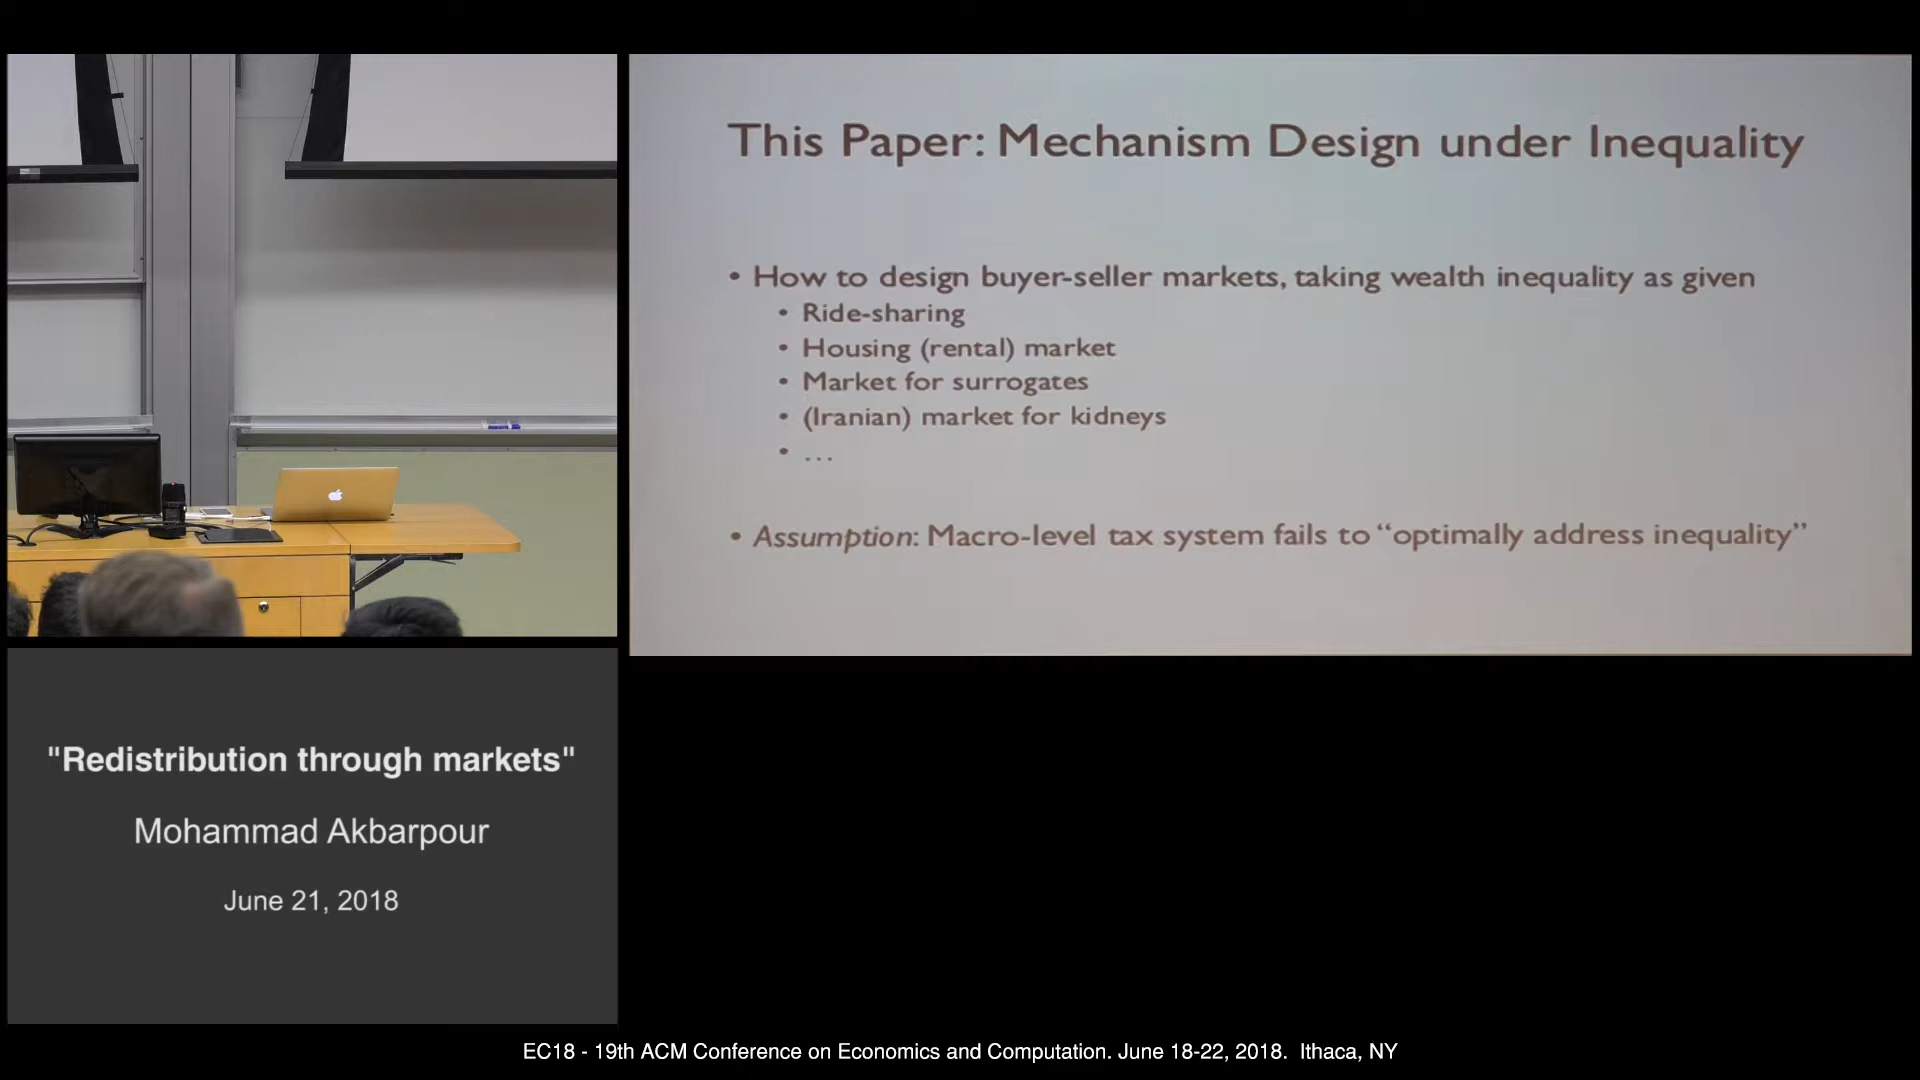 This Paper: Mechanism Design under Inequality
• How to design buyer-seller markets, taking wealth inequality as given
• Ride-sharing
• Housing (rental) market
• Market for surrogates
• (Iranian) market for kidneys
• ...
• Assumption: Macro-level tax system fails to “optimally address inequality”
"Redistribution through markets"
Mohammad Akbarpour
June 21, 2018
EC18 - 19th ACM Conference on Economics and Computation. June 18-22, 2018. Ithaca, NY